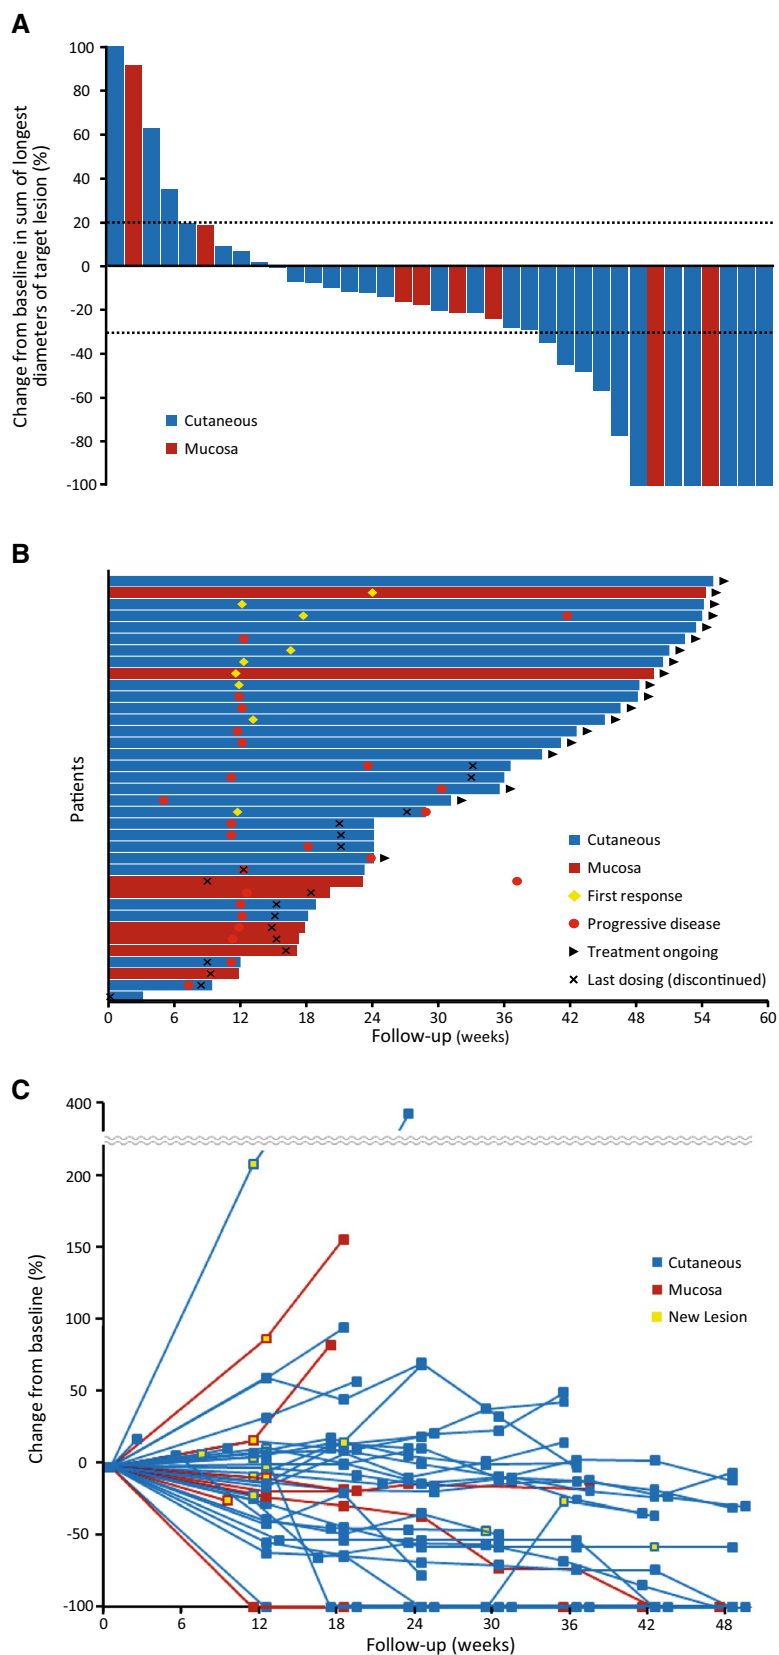 A
Change from baseline in sum of longest
diameters of target lesion (%)
100
80
60
40
20
0
-20
-40
-60
-80
-100
Cutaneous
Mucosa
B
Patients
Cutaneous
Mucosa
First response
Progressive disease
Treatment ongoing
Last dosing (discontinued)
0 6 12 18 24 30 36 42 48 54 60
Follow-up (weeks)
C
Change from baseline (%)
400
200
150
100
50
0
-50
-100
Cutaneous
Mucosa
New Lesion
0 6 12 18 24 30 36 42 48
Follow-up (weeks)